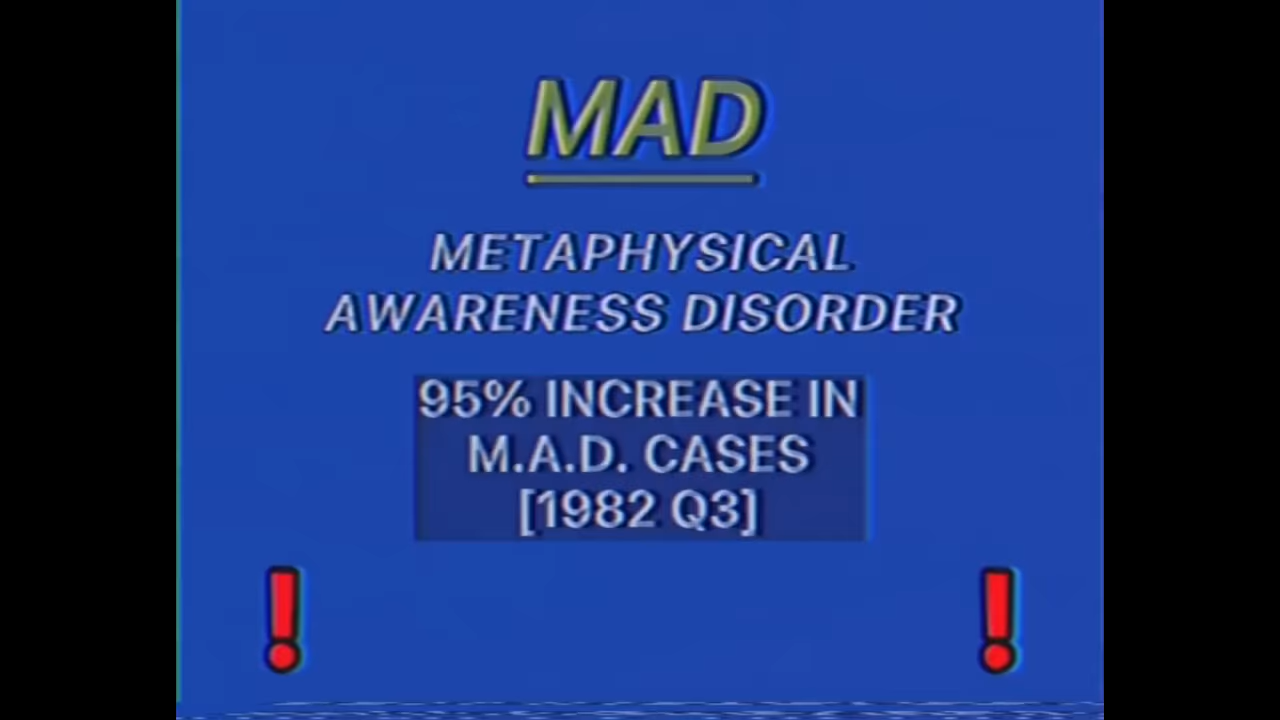 MAD
METAPHYSICAL
AWARENESS DISORDER
95% INCREASE IN
M.A.D. CASES
[1982 Q3]
! !